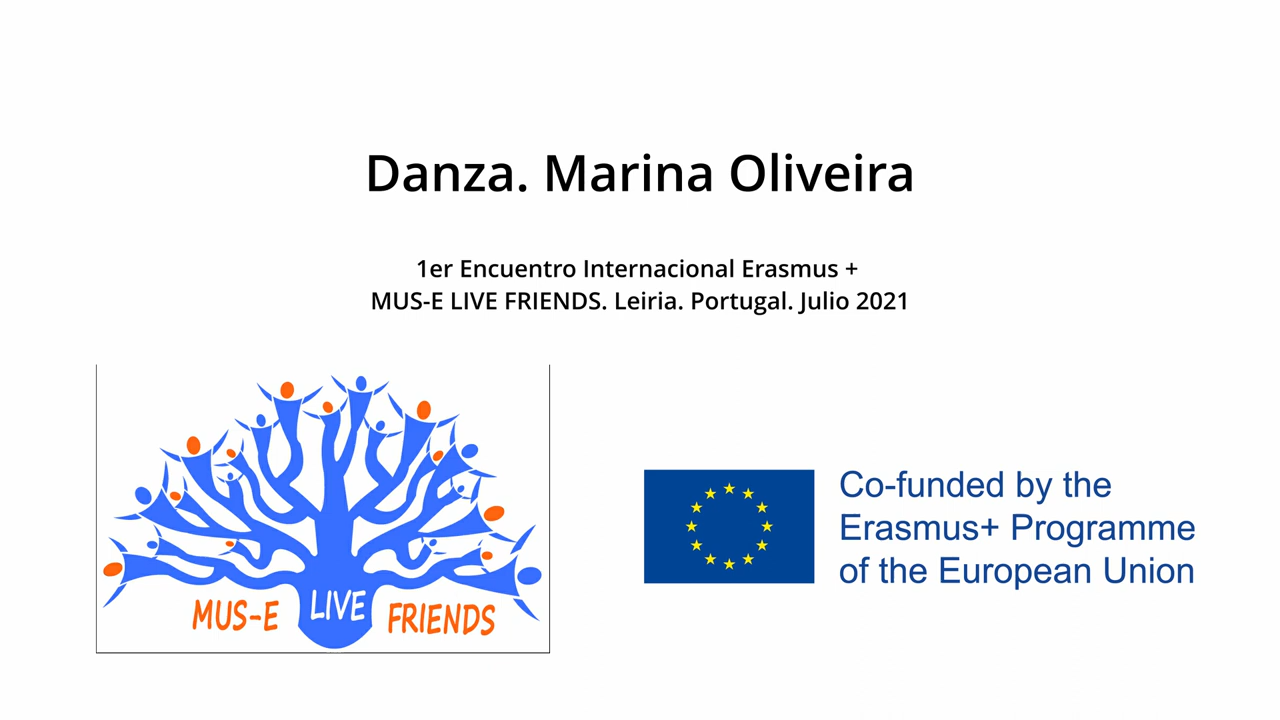 Danza. Marina Oliveira
1er Encuentro Internacional Erasmus +
MUS-E LIVE FRIENDS. Leiria. Portugal. Julio 2021
MUS-E LIVE FRIENDS
Co-funded by the
Erasmus+ Programme
of the European Union